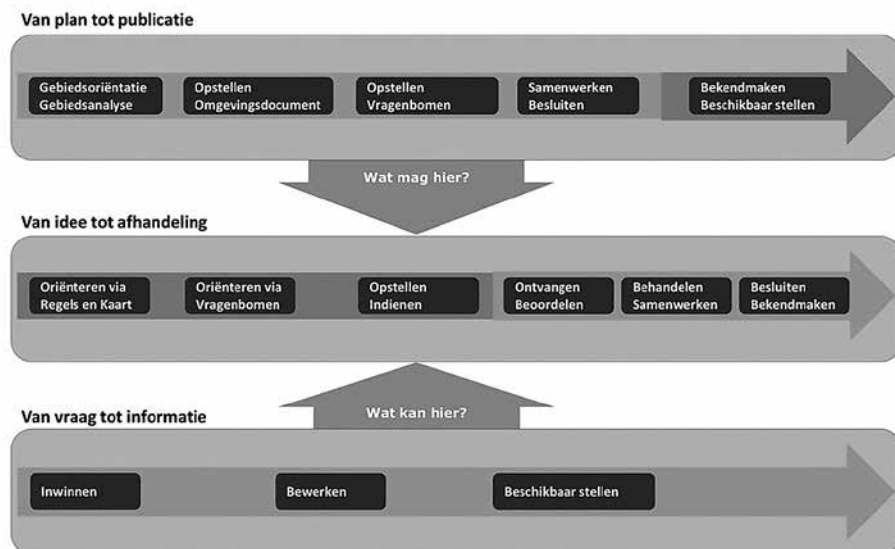 Van plan tot publicatie
Gebiedsoriëntatie
Gebiedsanalyse
Opstellen
Omgevingsdocument
Opstellen
Vragenbomen
Samenwerken
Besluiten
Bekendmaken
Beschikbaar stellen
Wat mag hier?
Van idee tot afhandeling
Oriënteren via
Regels en Kaart
Oriënteren via
Vragenbomen
Opstellen
Indienen
Ontvangen
Beoordelen
Behandelen
Samenwerken
Besluiten
Bekendmaken
Wat kan hier?
Van vraag tot informatie
Inwinnen
Bewerken
Beschikbaar stellen